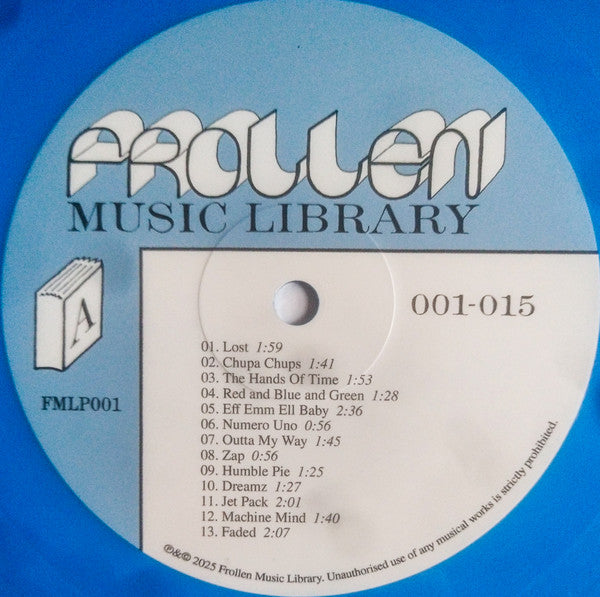 FROLLEN
MUSIC LIBRARY
A
FMLP001
001-015
01. Lost 1:59
02. Chupa Chups 1:41
03. The Hands Of Time 1:53
04. Red and Blue and Green 1:28
05. Eff Emm Ell Baby 2:36
06. Numero Uno 0:56
07. Outta My Way 1:45
08. Zap 0:56
09. Humble Pie 1:25
10. Dreamz 1:27
11. Jet Pack 2:01
12. Machine Mind 1:40
13. Faded 2:07
℗&© 2025 Frollen Music Library. Unauthorised use of any musical works is strictly prohibited.